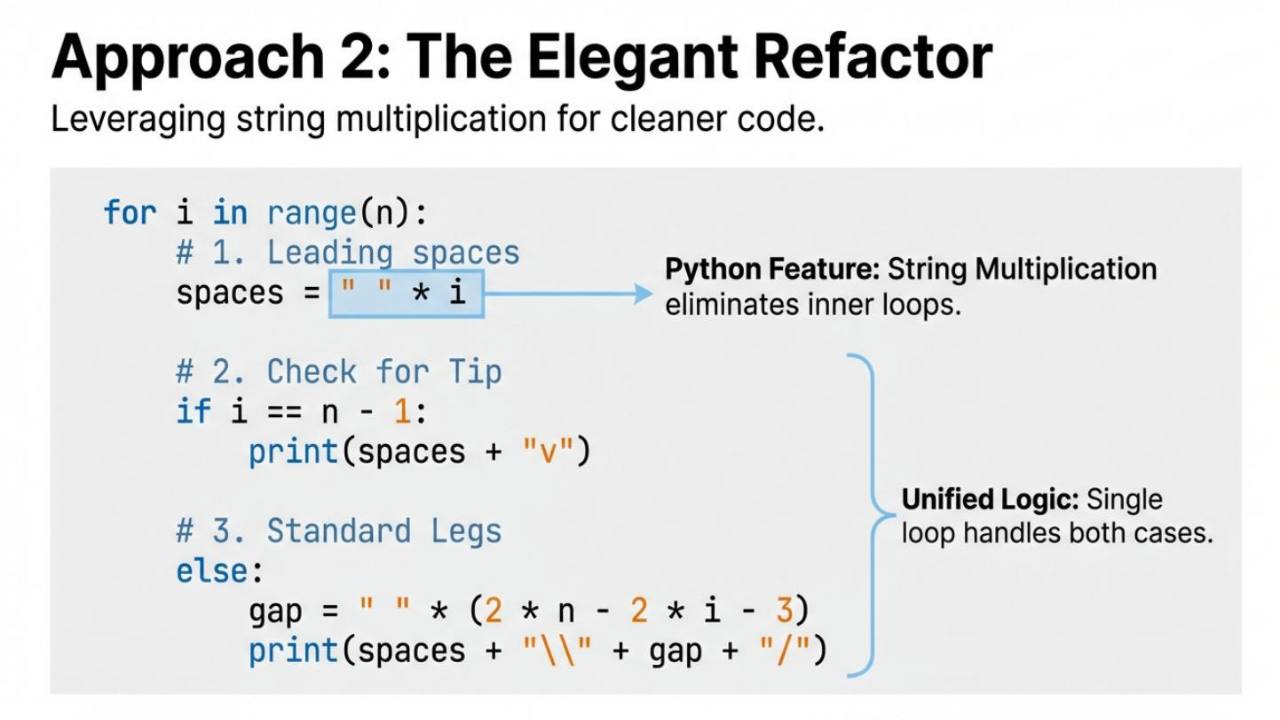 Approach 2: The Elegant Refactor
Leveraging string multiplication for cleaner code.
for i in range(n):
    # 1. Leading spaces
    spaces = " " * i
Python Feature: String Multiplication
eliminates inner loops.
    # 2. Check for Tip
    if i == n - 1:
        print(spaces + "v")
    # 3. Standard Legs
    else:
        gap = " " * (2 * n - 2 * i - 3)
        print(spaces + "\\" + gap + "/")
Unified Logic: Single
loop handles both cases.